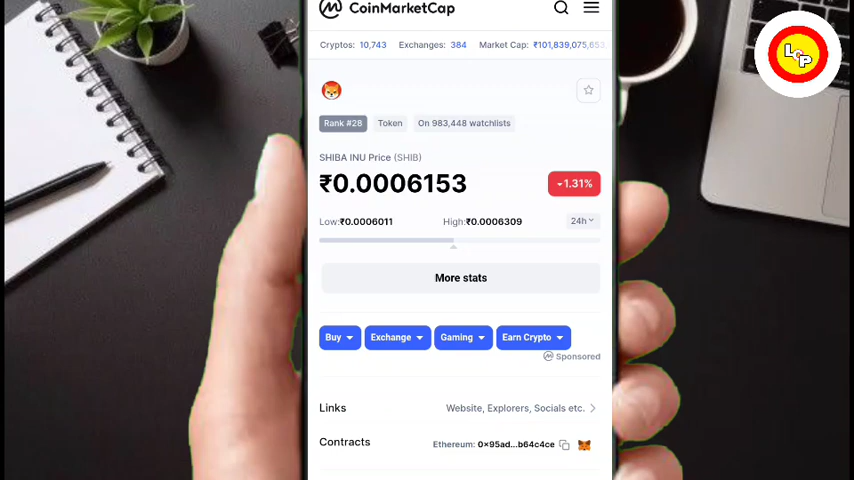 CoinMarketCap
Cryptos: 10,743 Exchanges: 384 Market Cap: ₹101,839,075,653
LCP
Rank #28 Token On 983,448 watchlists
SHIBA INU Price (SHIB)
₹0.0006153 1.31%
Low:₹0.0006011 High:₹0.0006309 24h
More stats
Buy Exchange Gaming Earn Crypto
Sponsored
Links Website, Explorers, Socials etc.
Contracts Ethereum: 0x95ad...b64c4ce